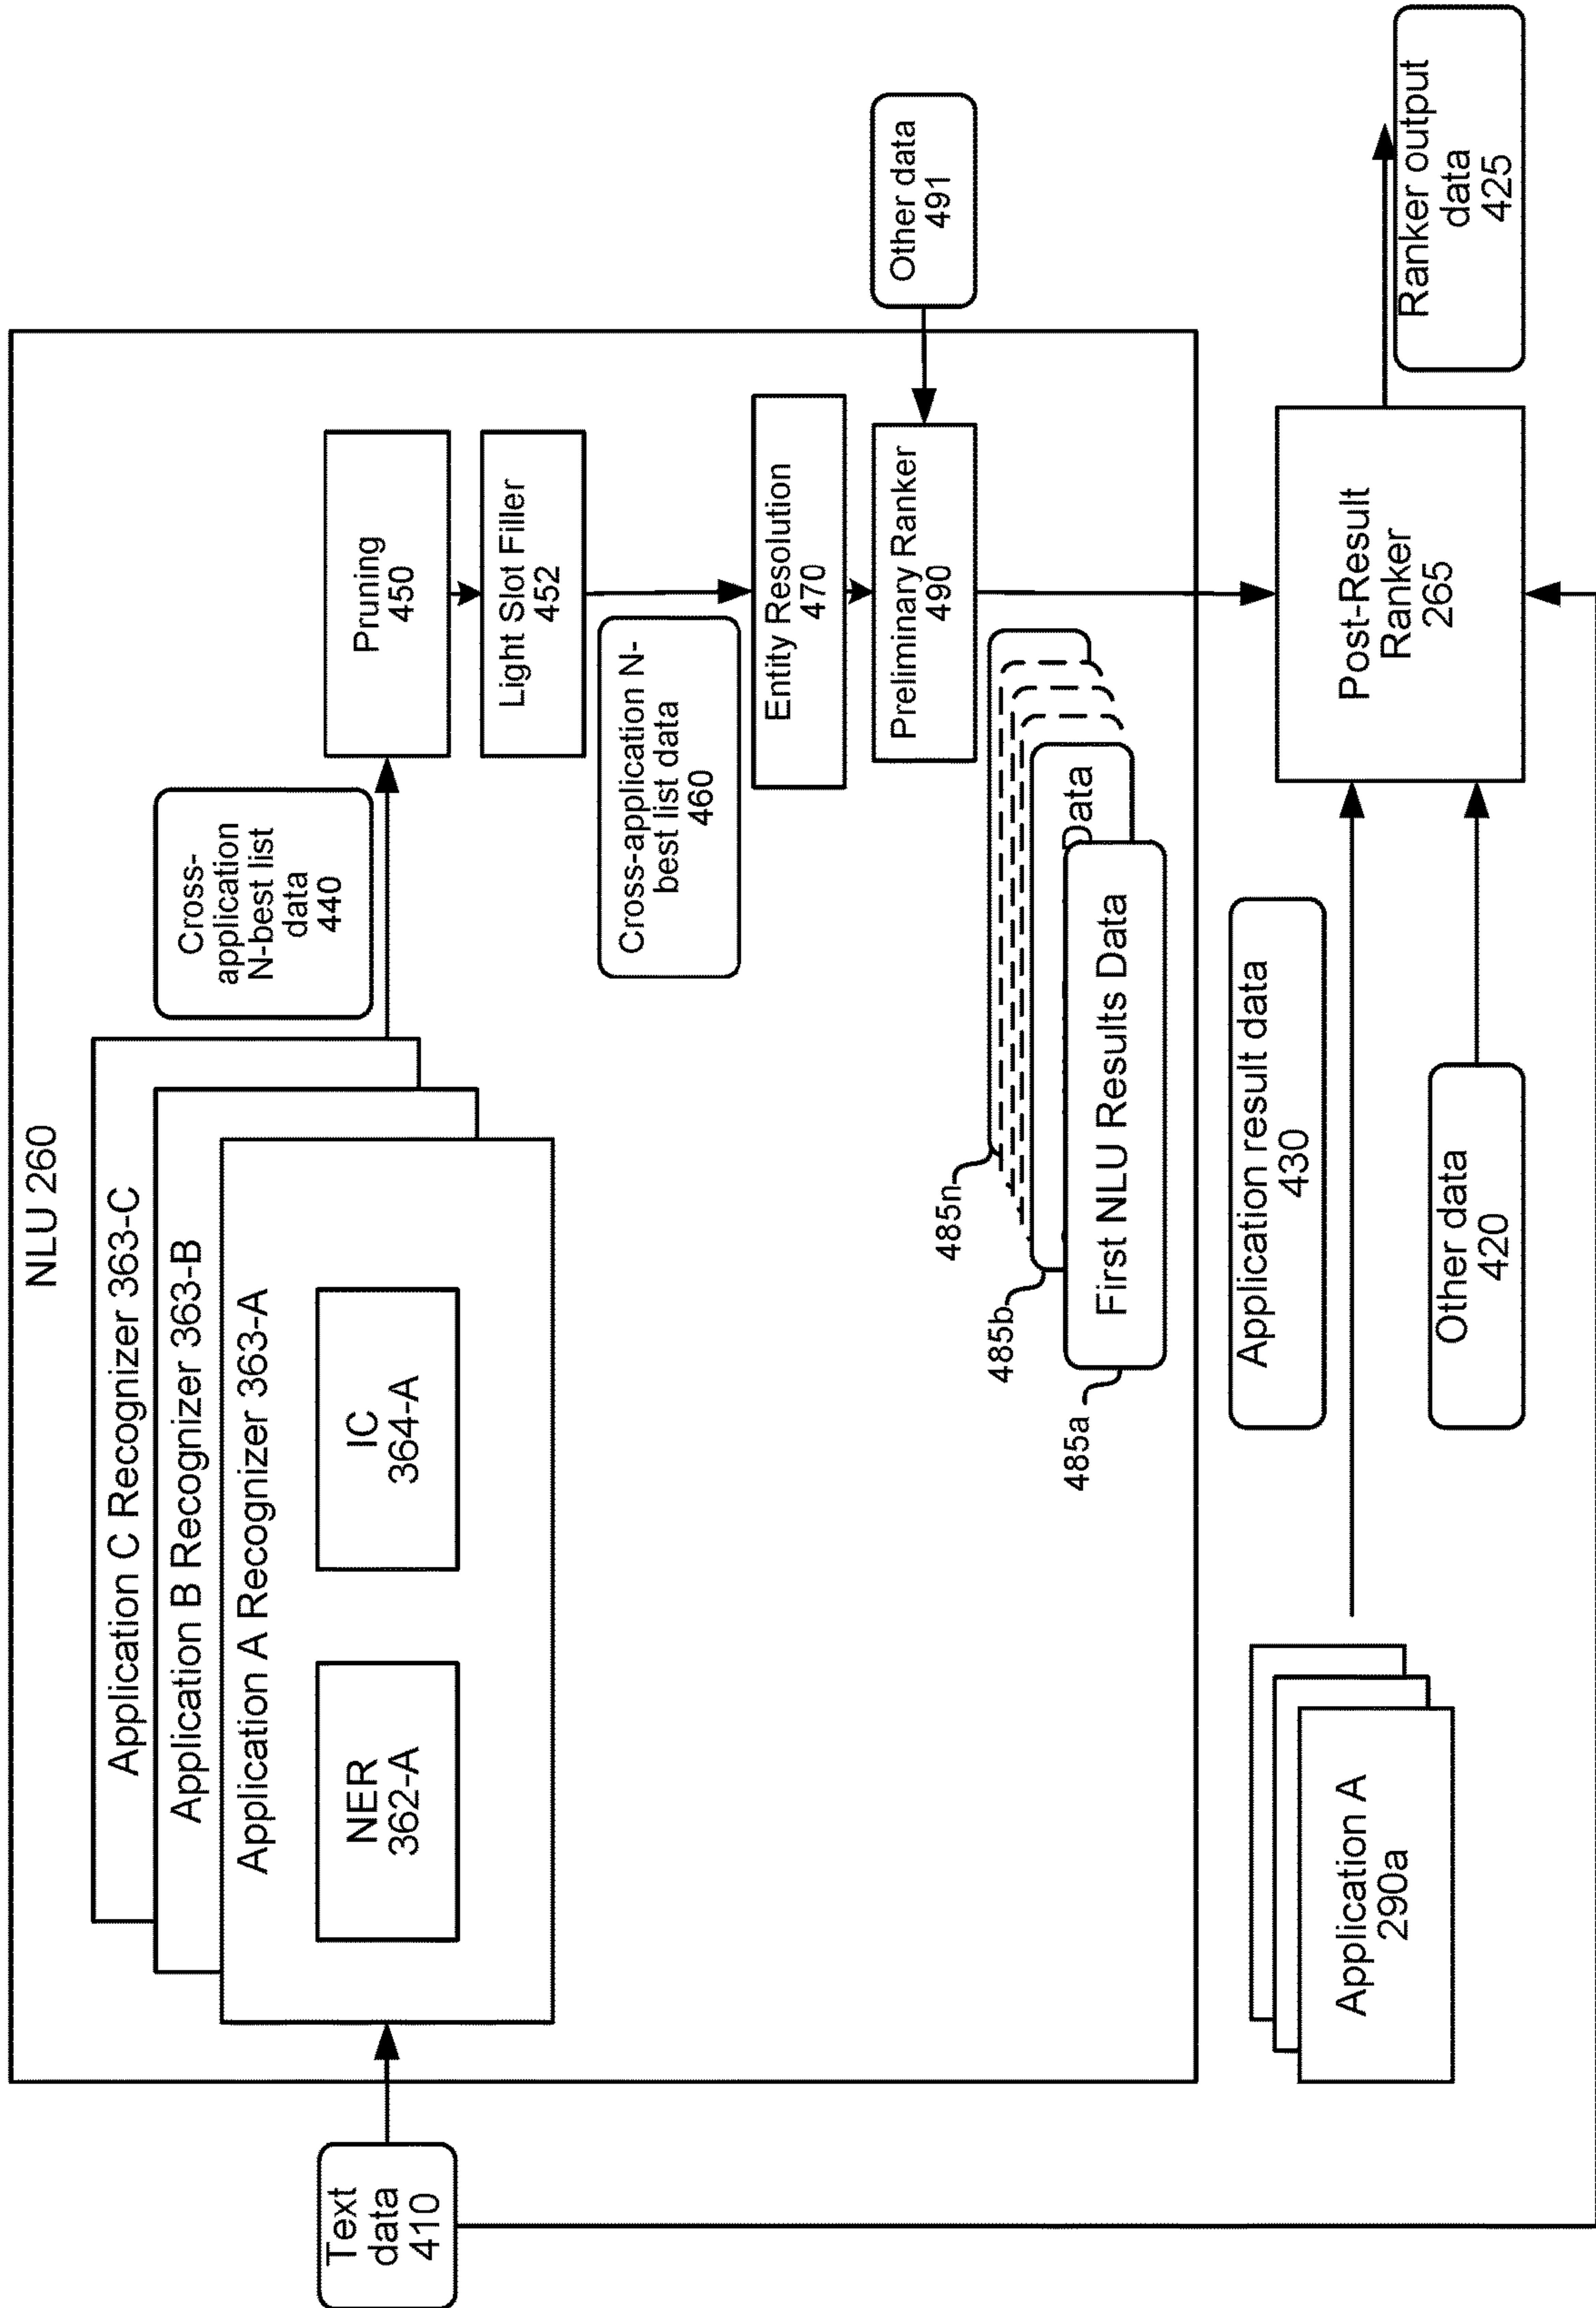 NLU 260
Application C Recognizer 363-C
Application B Recognizer 363-B
Application A Recognizer 363-A
NER
362-A
IC
364-A
Text
data
410
Cross-
application
N-best list
data
440
Pruning
450
Light Slot Filler
452
Cross-application N-
best list data
460
Entity Resolution
470
Preliminary Ranker
490
Other data
491
485n
485b
485a
First NLU Results Data
Application result data
430
Other data
420
Application A
290a
Post-Result
Ranker
265
Ranker output
data
425